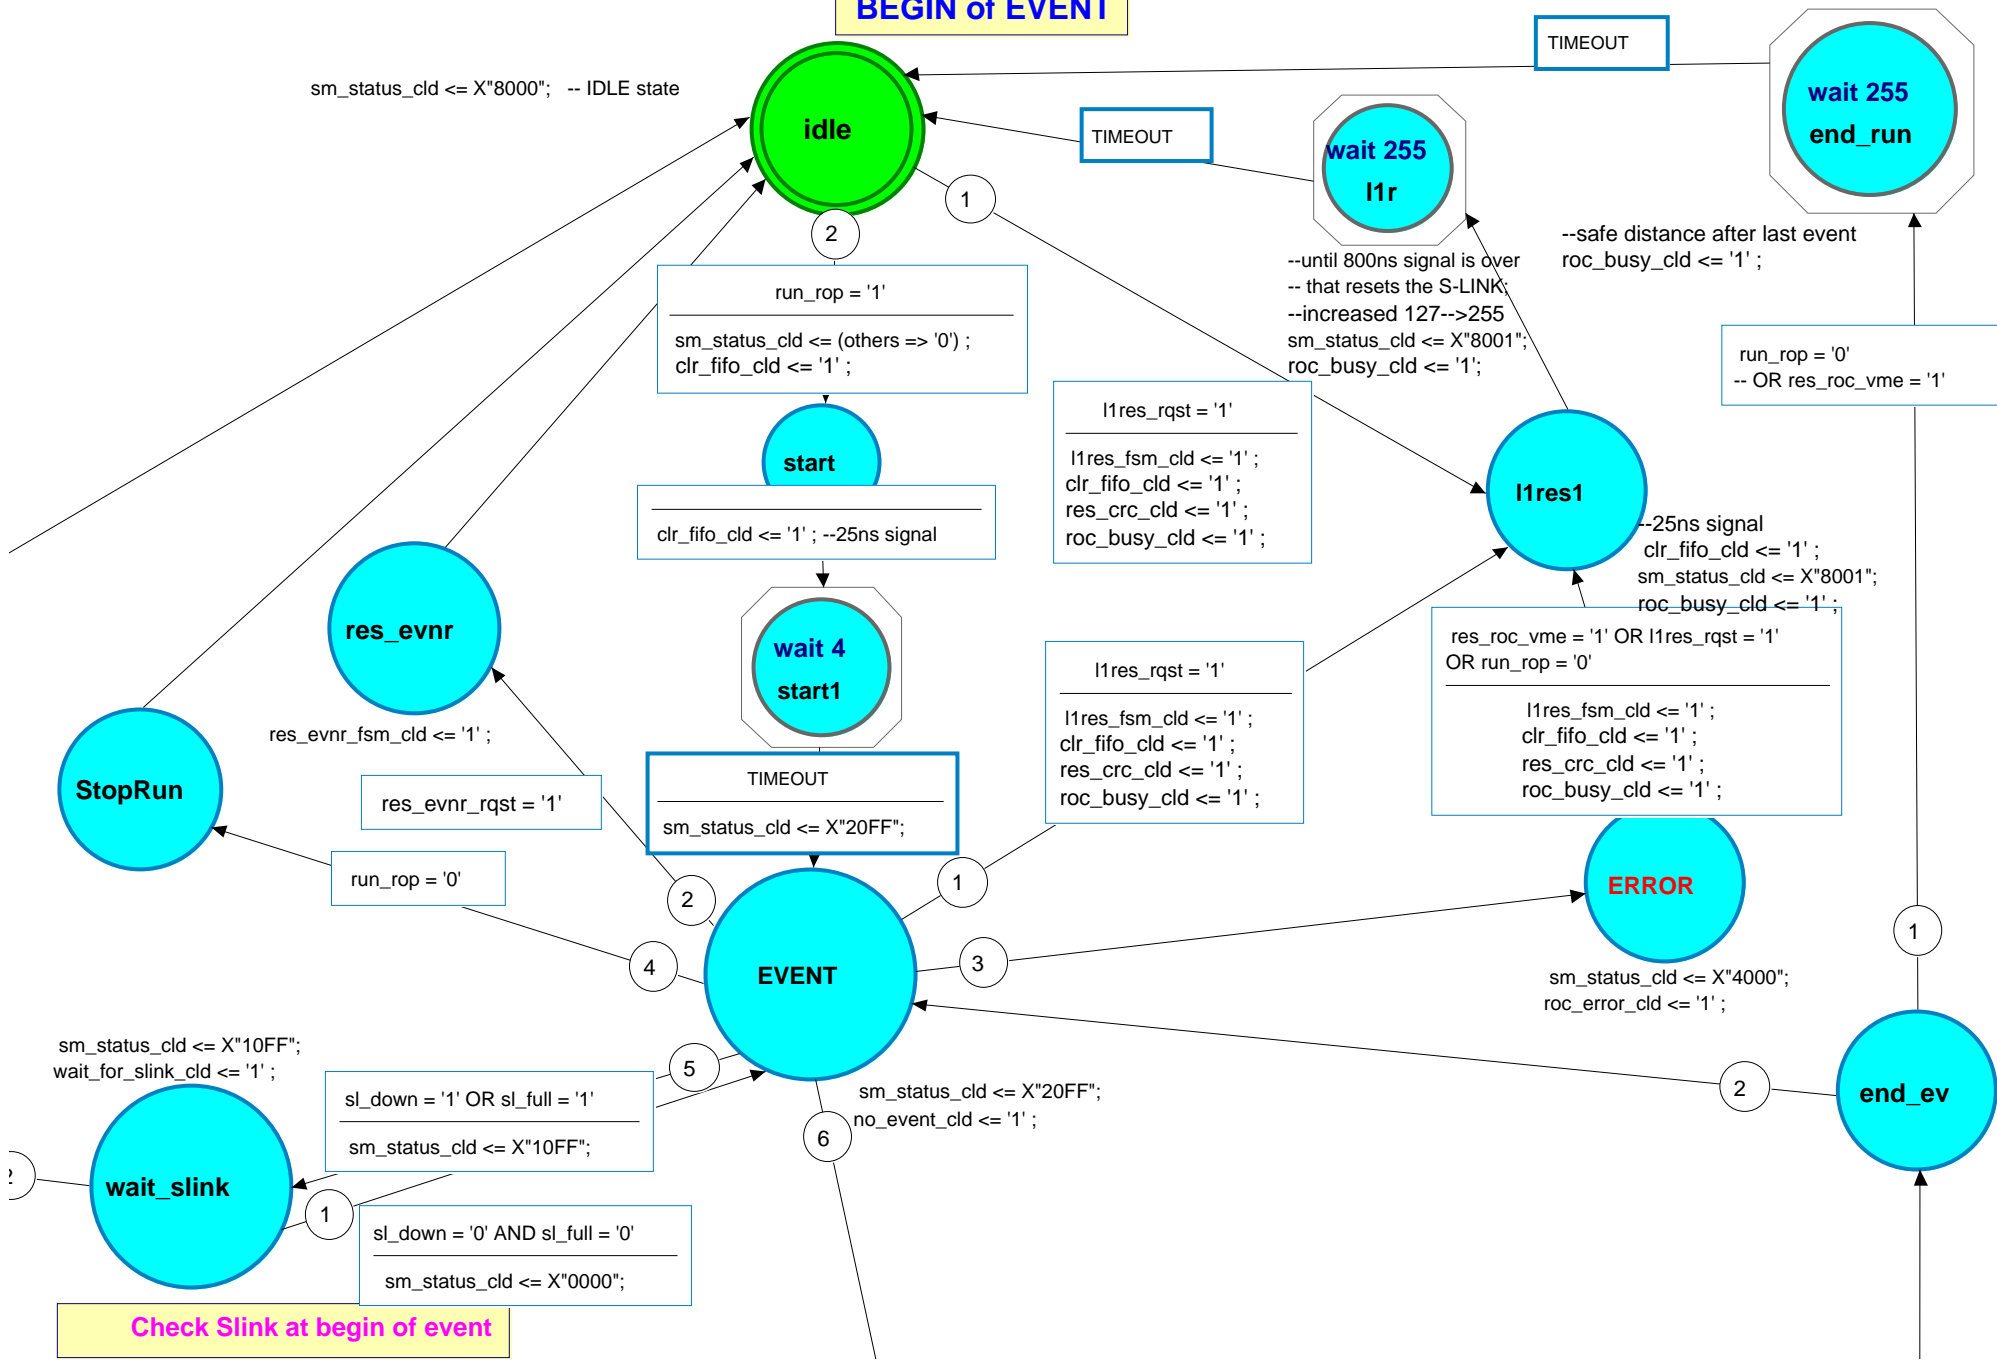 BEGIN of EVENT
TIMEOUT
sm_status_cld <= X"8000";   -- IDLE state
idle
TIMEOUT
wait 255
l1r
wait 255
end_run
1
2
--safe distance after last event
roc_busy_cld <= '1' ;
--until 800ns signal is over
-- that resets the S-LINK;
--increased 127-->255
sm_status_cld <= X"8001";
roc_busy_cld <= '1';
run_rop = '1'
sm_status_cld <= (others => '0') ;
clr_fifo_cld <= '1' ;
run_rop = '0'
-- OR res_roc_vme = '1'
l1res_rqst = '1'
l1res_fsm_cld <= '1' ;
clr_fifo_cld <= '1' ;
res_crc_cld <= '1' ;
roc_busy_cld <= '1' ;
start
clr_fifo_cld <= '1' ; --25ns signal
l1res1
--25ns signal
clr_fifo_cld <= '1' ;
sm_status_cld <= X"8001";
roc_busy_cld <= '1' ;
res_evnr
res_evnr_fsm_cld <= '1' ;
wait 4
start1
l1res_rqst = '1'
l1res_fsm_cld <= '1' ;
clr_fifo_cld <= '1' ;
res_crc_cld <= '1' ;
roc_busy_cld <= '1' ;
res_roc_vme = '1' OR l1res_rqst = '1'
OR run_rop = '0'
l1res_fsm_cld <= '1' ;
clr_fifo_cld <= '1' ;
res_crc_cld <= '1' ;
roc_busy_cld <= '1' ;
StopRun
res_evnr_rqst = '1'
TIMEOUT
sm_status_cld <= X"20FF";
run_rop = '0'
2
1
ERROR
1
4
EVENT
3
sm_status_cld <= X"4000";
roc_error_cld <= '1' ;
sm_status_cld <= X"10FF";
wait_for_slink_cld <= '1' ;
5
sm_status_cld <= X"20FF";
no_event_cld <= '1' ;
2
end_ev
sl_down = '1' OR sl_full = '1'
sm_status_cld <= X"10FF";
6
2
wait_slink
1
sl_down = '0' AND sl_full = '0'
sm_status_cld <= X"0000";
Check Slink at begin of event